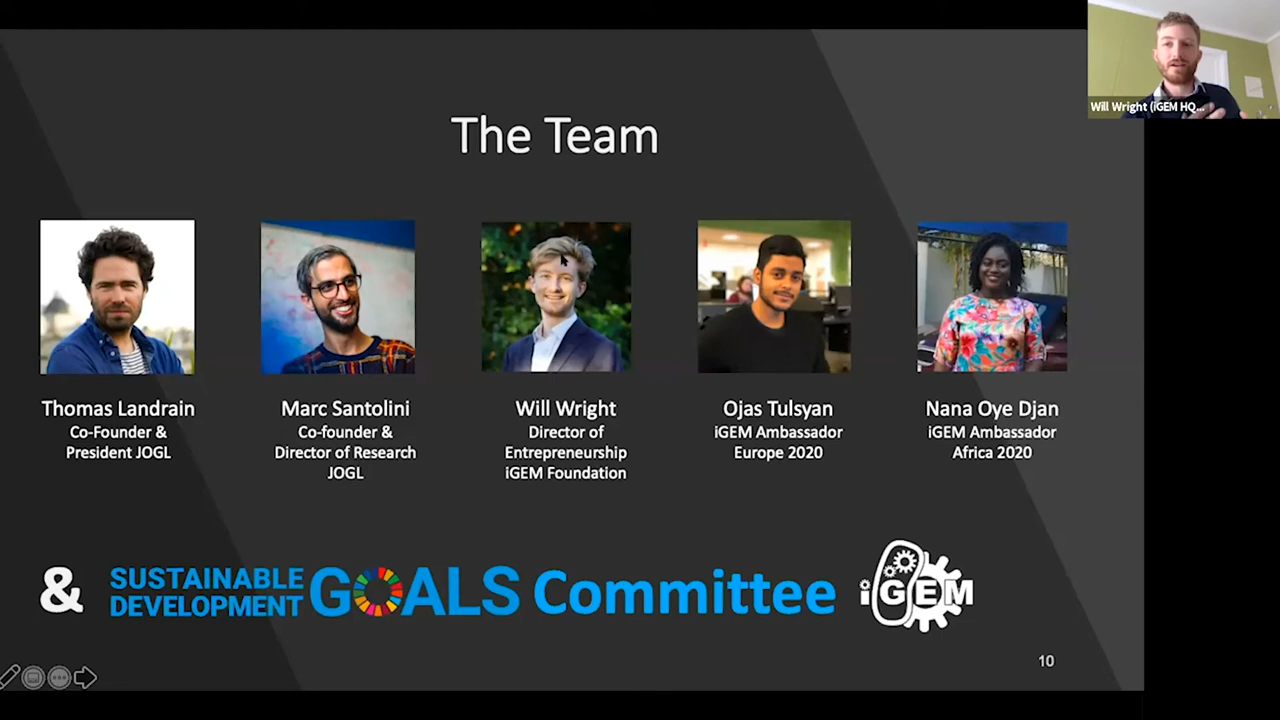 Will Wright (iGEM HQ...
The Team
Thomas Landrain
Co-Founder &
President JOGL
Marc Santolini
Co-founder &
Director of Research
JOGL
Will Wright
Director of
Entrepreneurship
iGEM Foundation
Ojas Tulsyan
iGEM Ambassador
Europe 2020
Nana Oye Djan
iGEM Ambassador
Africa 2020
& SUSTAINABLE DEVELOPMENT GOALS Committee
iGEM
10